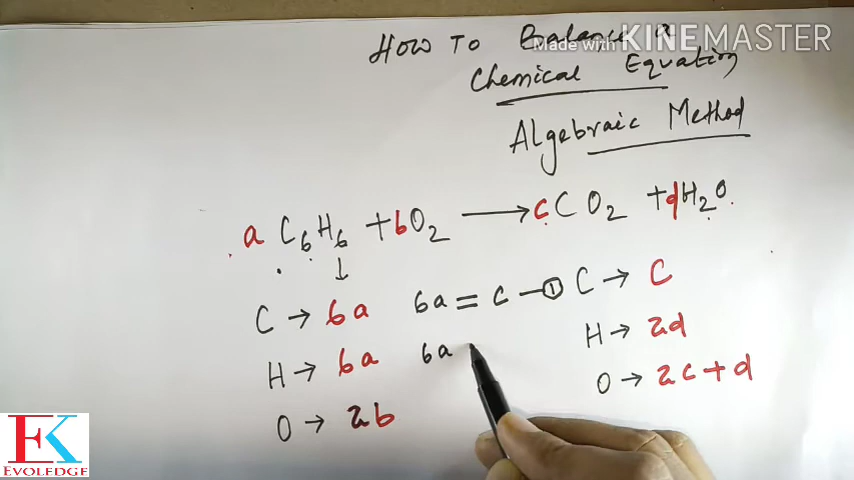 How To Balance a
Made with KINEMASTER
Chemical Equation
Algebraic Method
a C₆H₆ + bO₂ → cCO₂ + dH₂O
↓
C → 6a 6a = c —① C → C
H → 6a 6a H → 2d
O → 2b O → 2c + d
EK
EVOLEDGE